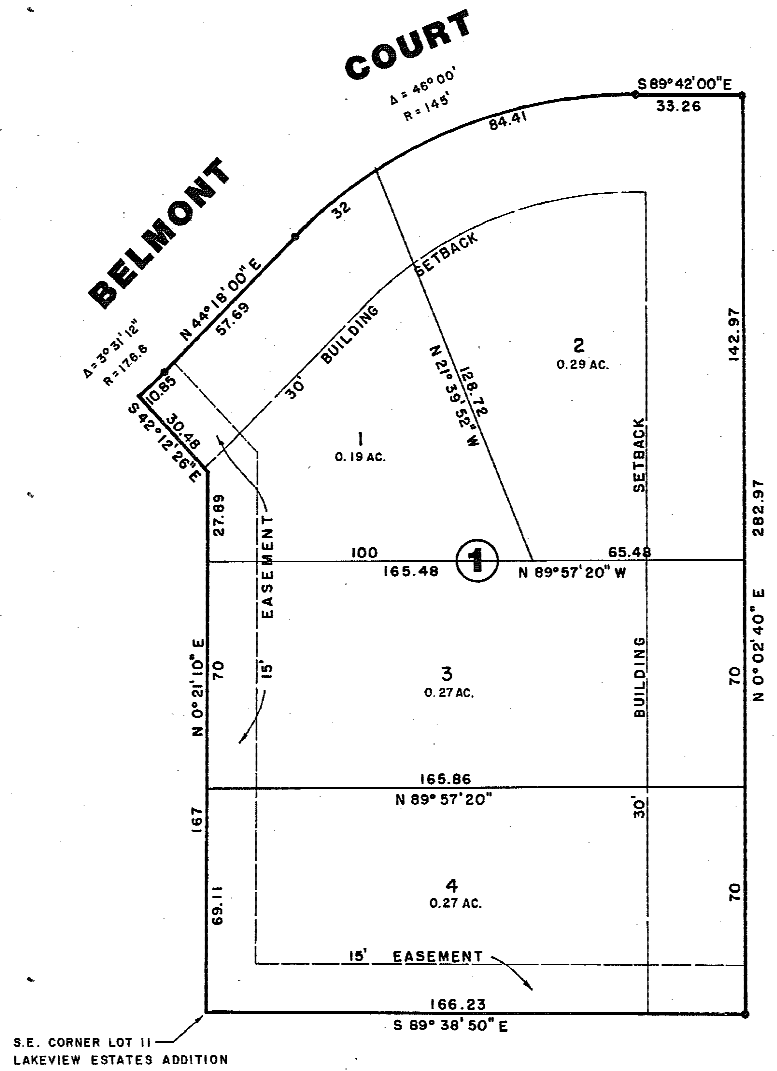 COURT
Δ = 46° 00'
R = 145'
S 89° 42' 00" E
33.26
84.41
BELMONT
32
N 44° 18' 00" E
57.69
SETBACK
BUILDING
30'
Δ = 3° 31' 12"
R = 176.6
10.85
S 42° 12' 26" E
30.48
142.97
2
0.29 AC.
128.72
N 21° 39' 52" W
1
0.19 AC.
SETBACK
27.89
282.97
EASEMENT
100
65.48
1
165.48
N 89° 57' 20" W
N 0° 21' 10" E
70
15'
3
0.27 AC.
BUILDING
70
N 0° 02' 40" E
165.86
N 89° 57' 20"
167
30'
69.11
4
0.27 AC.
70
15' EASEMENT
166.23
S 89° 38' 50" E
S.E. CORNER LOT 11
LAKEVIEW ESTATES ADDITION